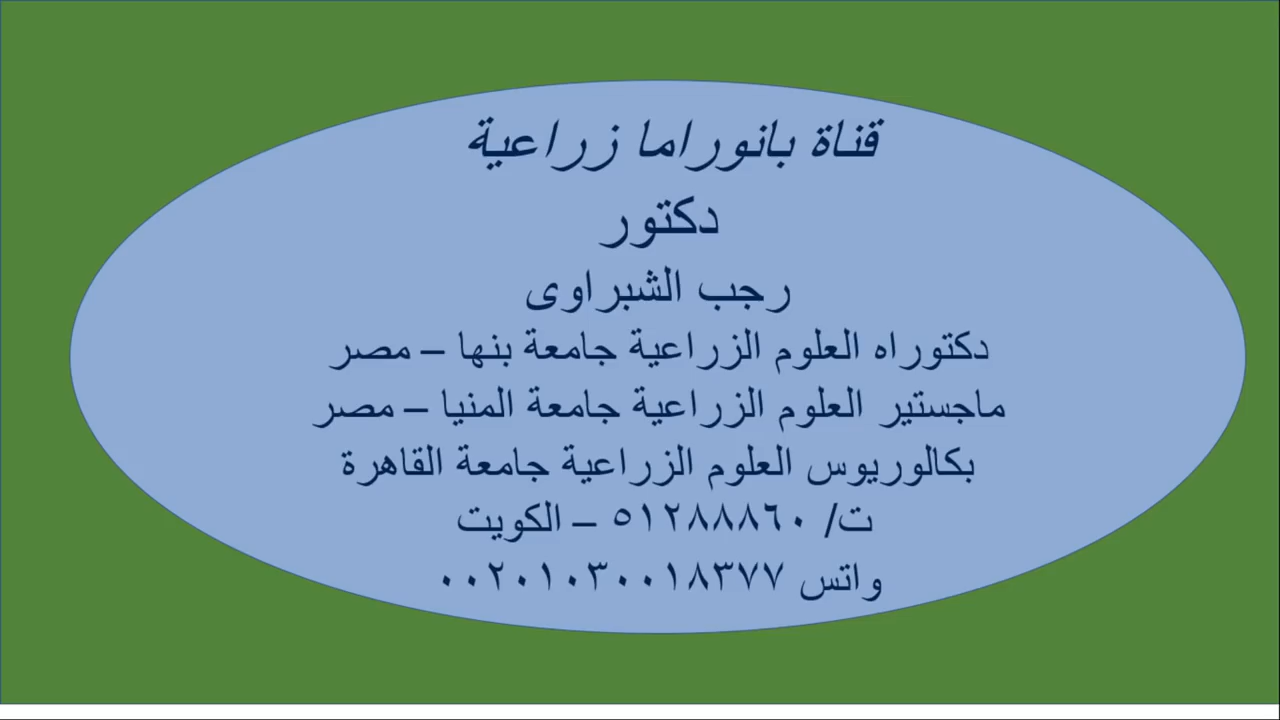 قناة بانوراما زراعية
دكتور
رجب الشبراوى
دكتوراه العلوم الزراعية جامعة بنها – مصر
ماجستير العلوم الزراعية جامعة المنيا – مصر
بكالوريوس العلوم الزراعية جامعة القاهرة
ت/ ٥١٢٨٨٨٦٠ – الكويت
واتس ٠٠٢٠١٠٣٠٠١٨٣٧٧